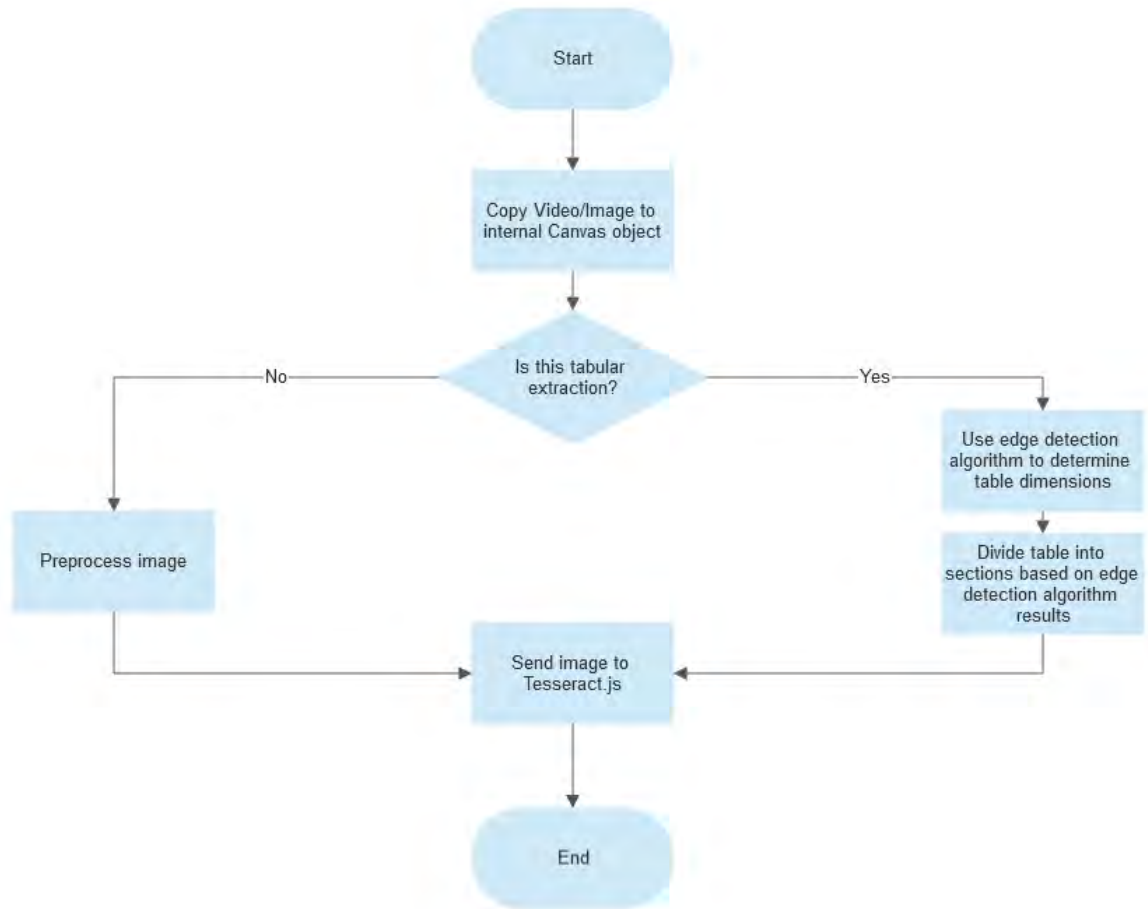 Start
Copy Video/Image to
internal Canvas object
Is this tabular
extraction?
No
Yes
Use edge detection
algorithm to determine
table dimensions
Preprocess image
Divide table into
sections based on edge
detection algorithm
results
Send image to
Tesseract.js
End